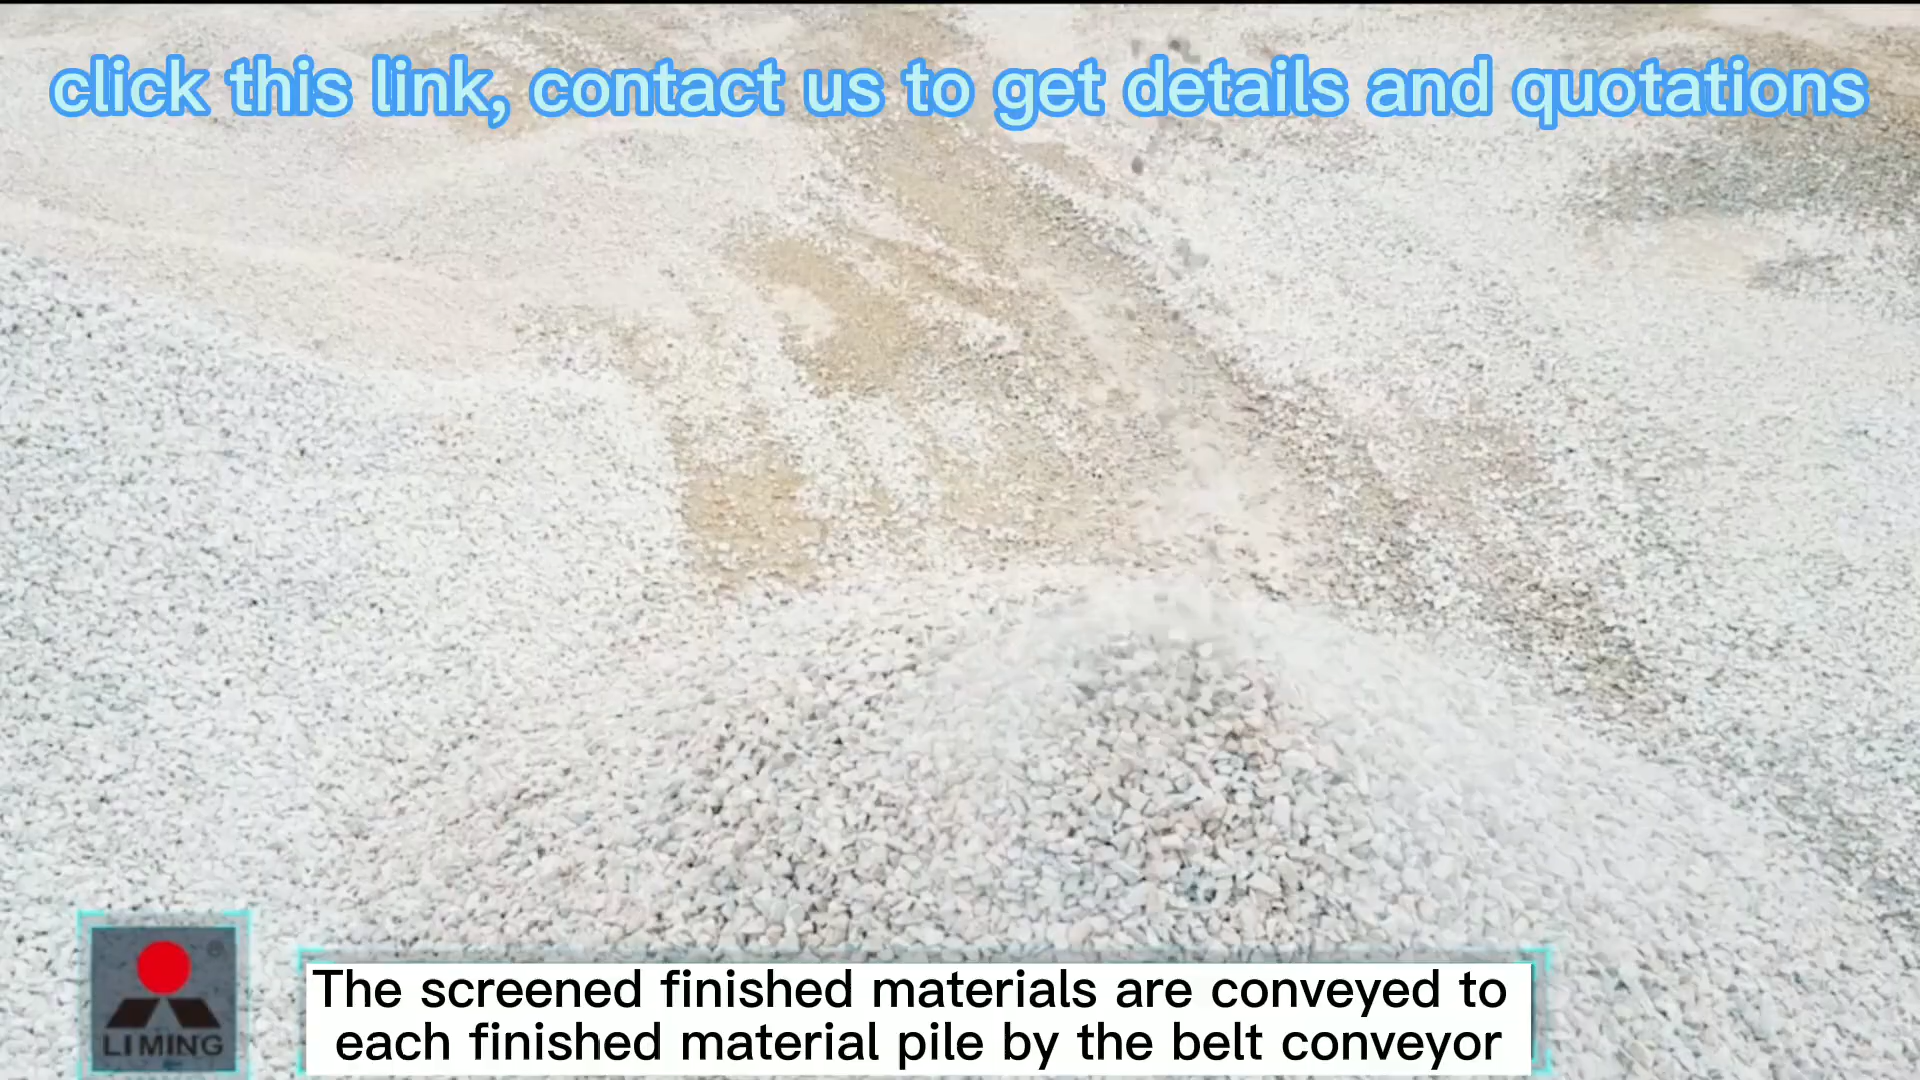 click this link, contact us to get details and quotations
The screened finished materials are conveyed to
each finished material pile by the belt conveyor
®
LIMING